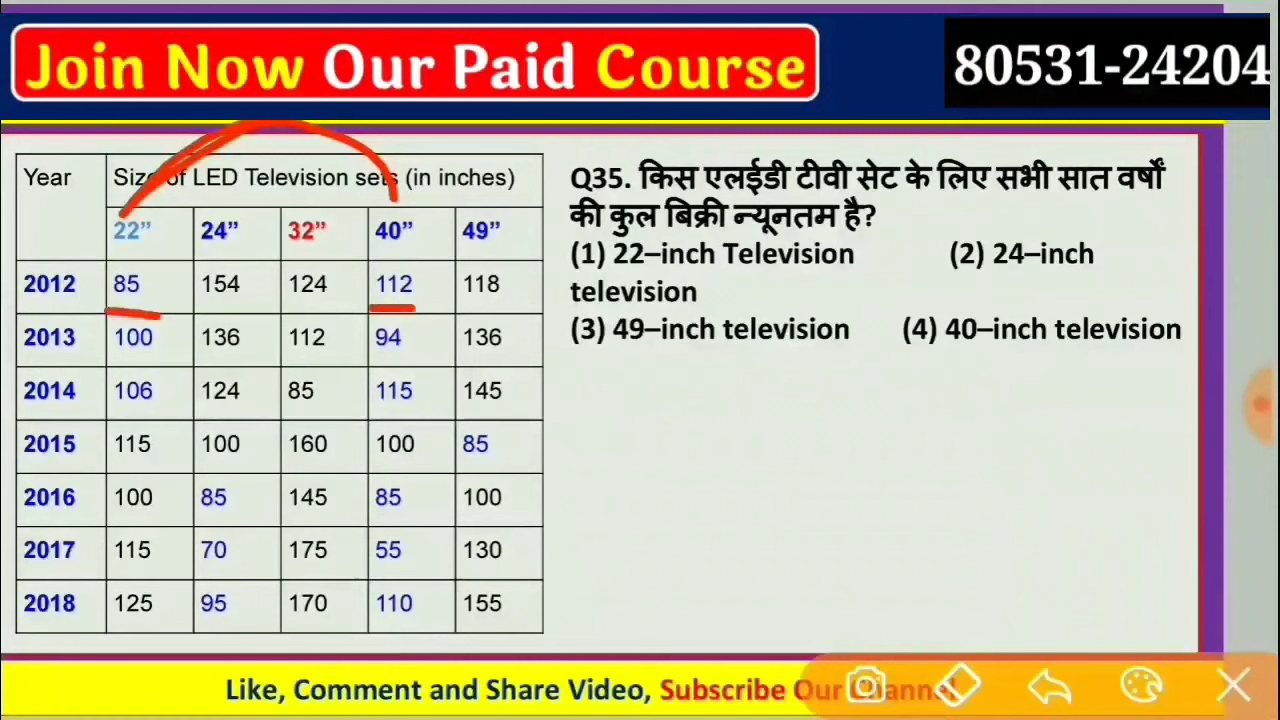 Join Now Our Paid Course
80531-24204
Year Size of LED Television sets (in inches)
22” 24” 32” 40” 49”
2012 85 154 124 112 118
2013 100 136 112 94 136
2014 106 124 85 115 145
2015 115 100 160 100 85
2016 100 85 145 85 100
2017 115 70 175 55 130
2018 125 95 170 110 155
Q35. किस एलईडी टीवी सेट के लिए सभी सात वर्षों
की कुल बिक्री न्यूनतम है?
(1) 22–inch Television (2) 24–inch
television
(3) 49–inch television (4) 40–inch television
Like, Comment and Share Video, Subscribe Our Channel